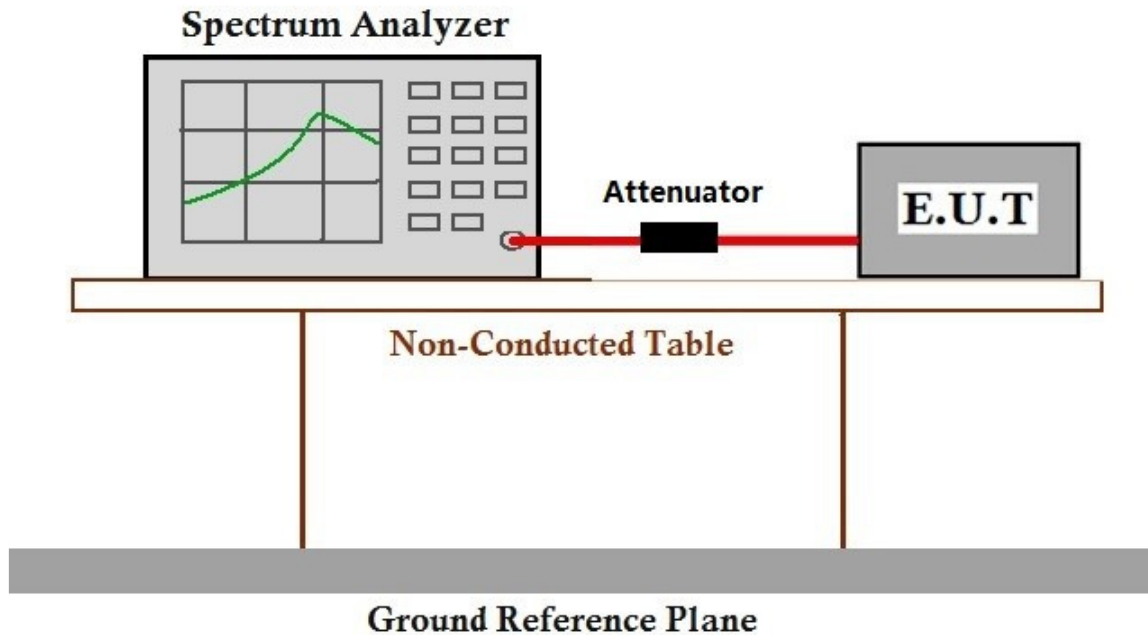 Spectrum Analyzer
Attenuator
E.U.T
Non-Conducted Table
Ground Reference Plane